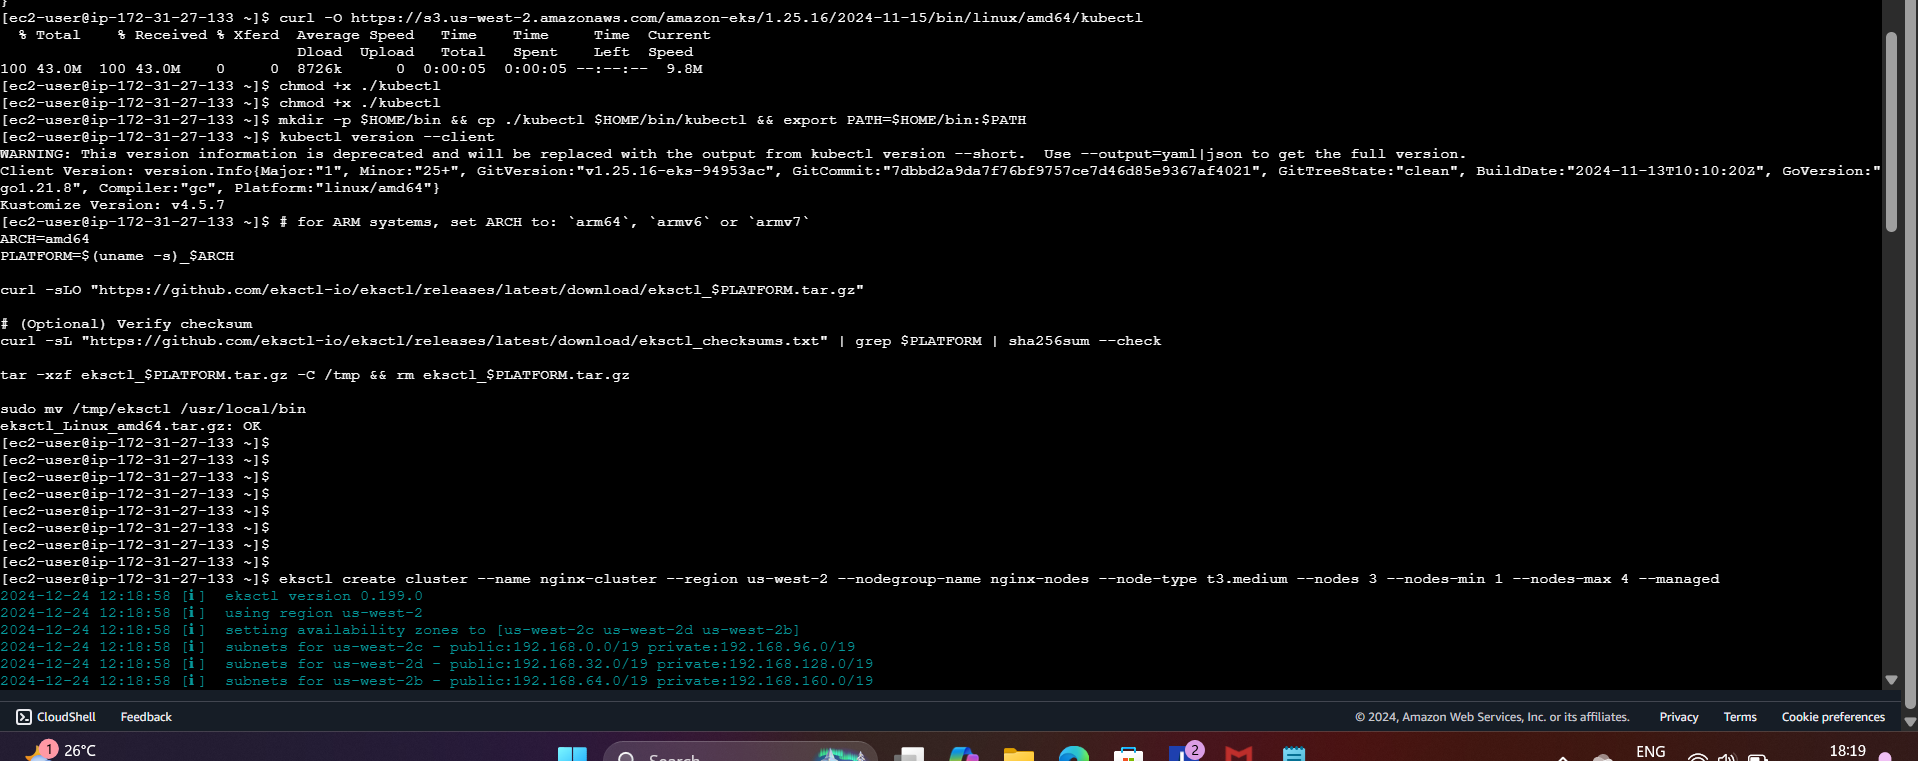 }
[ec2-user@ip-172-31-27-133 ~]$ curl -O https://s3.us-west-2.amazonaws.com/amazon-eks/1.25.16/2024-11-15/bin/linux/amd64/kubectl
  % Total    % Received % Xferd  Average Speed   Time    Time     Time  Current
                                 Dload  Upload   Total   Spent    Left  Speed
100 43.0M  100 43.0M    0     0  8726k      0  0:00:05  0:00:05 --:--:--  9.8M
[ec2-user@ip-172-31-27-133 ~]$ chmod +x ./kubectl
[ec2-user@ip-172-31-27-133 ~]$ chmod +x ./kubectl
[ec2-user@ip-172-31-27-133 ~]$ mkdir -p $HOME/bin && cp ./kubectl $HOME/bin/kubectl && export PATH=$HOME/bin:$PATH
[ec2-user@ip-172-31-27-133 ~]$ kubectl version --client
WARNING: This version information is deprecated and will be replaced with the output from kubectl version --short.  Use --output=yaml|json to get the full version.
Client Version: version.Info{Major:"1", Minor:"25+", GitVersion:"v1.25.16-eks-94953ac", GitCommit:"7dbbd2a9da7f76bf9757ce7d46d85e9367af4021", GitTreeState:"clean", BuildDate:"2024-11-13T10:10:20Z", GoVersion:"
go1.21.8", Compiler:"gc", Platform:"linux/amd64"}
Kustomize Version: v4.5.7
[ec2-user@ip-172-31-27-133 ~]$ # for ARM systems, set ARCH to: `arm64`, `armv6` or `armv7`
ARCH=amd64
PLATFORM=$(uname -s)_$ARCH
curl -sLO "https://github.com/eksctl-io/eksctl/releases/latest/download/eksctl_$PLATFORM.tar.gz"
# (Optional) Verify checksum
curl -sL "https://github.com/eksctl-io/eksctl/releases/latest/download/eksctl_checksums.txt" | grep $PLATFORM | sha256sum --check
tar -xzf eksctl_$PLATFORM.tar.gz -C /tmp && rm eksctl_$PLATFORM.tar.gz
sudo mv /tmp/eksctl /usr/local/bin
eksctl_Linux_amd64.tar.gz: OK
[ec2-user@ip-172-31-27-133 ~]$
[ec2-user@ip-172-31-27-133 ~]$
[ec2-user@ip-172-31-27-133 ~]$
[ec2-user@ip-172-31-27-133 ~]$
[ec2-user@ip-172-31-27-133 ~]$
[ec2-user@ip-172-31-27-133 ~]$
[ec2-user@ip-172-31-27-133 ~]$
[ec2-user@ip-172-31-27-133 ~]$
[ec2-user@ip-172-31-27-133 ~]$ eksctl create cluster --name nginx-cluster --region us-west-2 --nodegroup-name nginx-nodes --node-type t3.medium --nodes 3 --nodes-min 1 --nodes-max 4 --managed
2024-12-24 12:18:58 [ℹ]  eksctl version 0.199.0
2024-12-24 12:18:58 [ℹ]  using region us-west-2
2024-12-24 12:18:58 [ℹ]  setting availability zones to [us-west-2c us-west-2d us-west-2b]
2024-12-24 12:18:58 [ℹ]  subnets for us-west-2c - public:192.168.0.0/19 private:192.168.96.0/19
2024-12-24 12:18:58 [ℹ]  subnets for us-west-2d - public:192.168.32.0/19 private:192.168.128.0/19
2024-12-24 12:18:58 [ℹ]  subnets for us-west-2b - public:192.168.64.0/19 private:192.168.160.0/19
CloudShell Feedback © 2024, Amazon Web Services, Inc. or its affiliates. Privacy Terms Cookie preferences
1 26°C Search 2 ENG 18:19